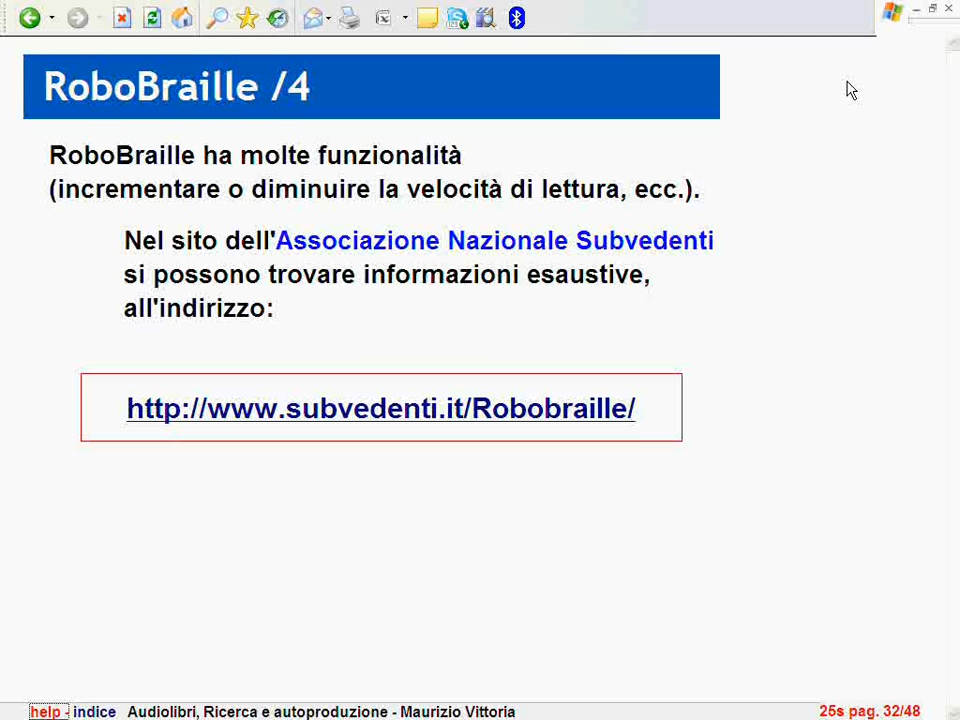 RoboBraille /4
RoboBraille ha molte funzionalità
(incrementare o diminuire la velocità di lettura, ecc.).
Nel sito dell'Associazione Nazionale Subvedenti
si possono trovare informazioni esaustive,
all'indirizzo:
http://www.subvedenti.it/Robobraille/
help - indice Audiolibri, Ricerca e autoproduzione - Maurizio Vittoria 25s pag. 32/48